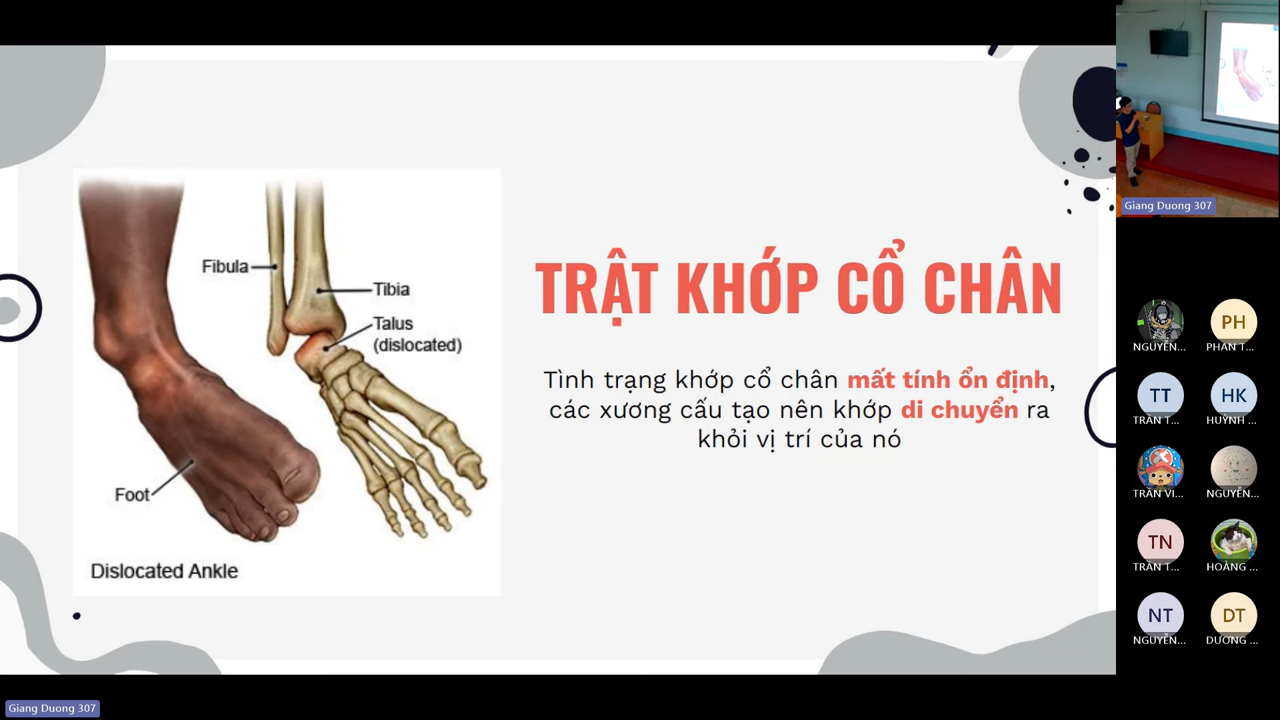 Fibula
Tibia
Talus
(dislocated)
Foot
Dislocated Ankle
TRẬT KHỚP CỔ CHÂN
Tình trạng khớp cổ chân mất tính ổn định,
các xương cấu tạo nên khớp di chuyển ra
khỏi vị trí của nó
Giang Duong 307
NGUYỄN...
PH
PHAN T...
TT
TRẦN T...
HK
HUỲNH ...
TRẦN VI...
NGUYỄN...
TN
TRẦN T...
HOÀNG ...
NT
NGUYỄN...
DT
DƯƠNG ...
Giang Duong 307